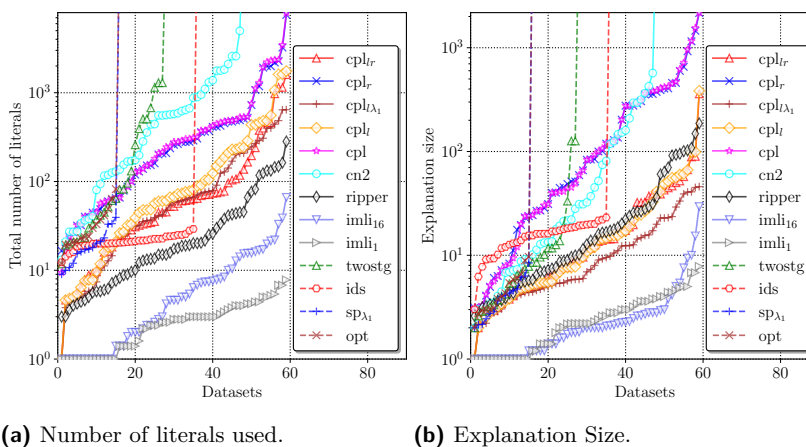 Total number of literals
10^3
10^2
10^1
10^0
0
20
40
60
80
Datasets
cpl_lr
cpl_r
cpl_lλ1
cpl_l
cpl
cn2
ripper
imli_16
imli_1
twostg
ids
sp_λ1
opt
Explanation size
10^3
10^2
10^1
10^0
0
20
40
60
80
Datasets
cpl_lr
cpl_r
cpl_lλ1
cpl_l
cpl
cn2
ripper
imli_16
imli_1
twostg
ids
sp_λ1
opt
(a) Number of literals used.
(b) Explanation Size.